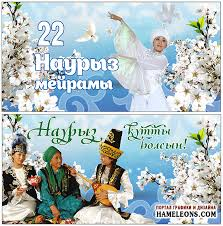 22
Наурыз
мейрамы
Наурыз
Құтты
болсын!
ПОРТАЛ ГРАФИКИ И ДИЗАЙНА
HAMELEONS.COM